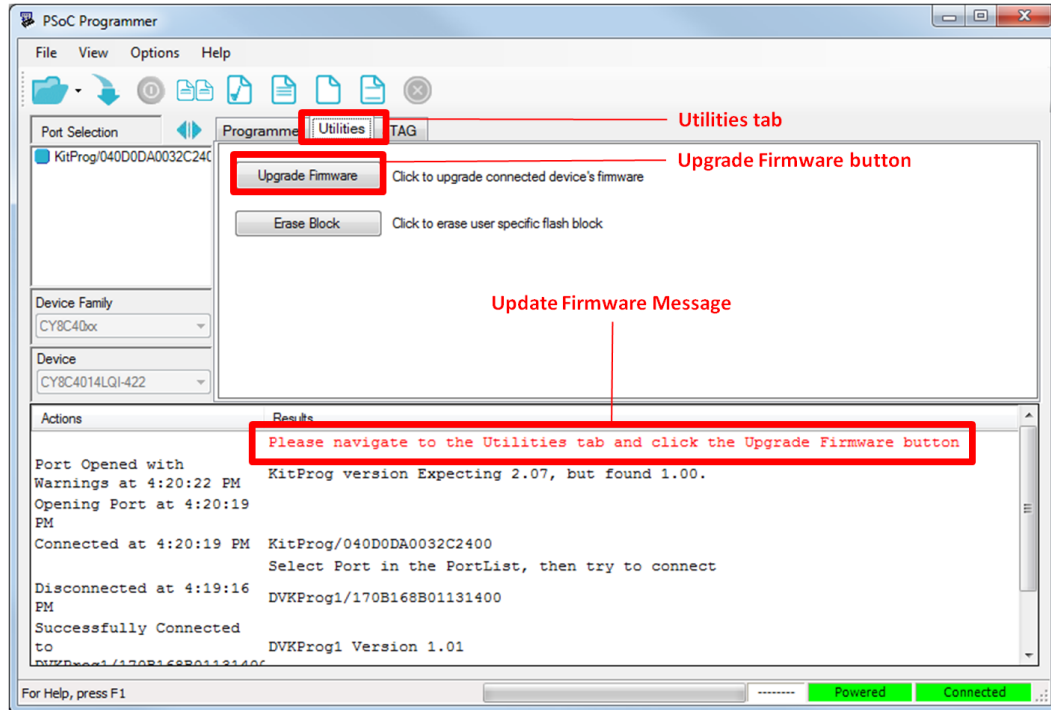 PSoC Programmer
File View Options Help
Port Selection
Programme
Utilities
TAG
Utilities tab
KitProg/040D0DA0032C24
Upgrade Firmware
Click to upgrade connected device's firmware
Upgrade Firmware button
Erase Block
Click to erase user specific flash block
Update Firmware Message
Device Family
CY8C40xx
Device
CY8C4014LQI-422
Actions Results
Please navigate to the Utilities tab and click the Upgrade Firmware button
Port Opened with
Warnings at 4:20:22 PM
KitProg version Expecting 2.07, but found 1.00.
Opening Port at 4:20:19
PM
Connected at 4:20:19 PM KitProg/040D0DA0032C2400
Select Port in the PortList, then try to connect
Disconnected at 4:19:16
PM
DVKProg1/170B168B01131400
Successfully Connected
to
DVKProg1 Version 1.01
DVKProg1/170B168B01131400
For Help, press F1
--------
Powered
Connected